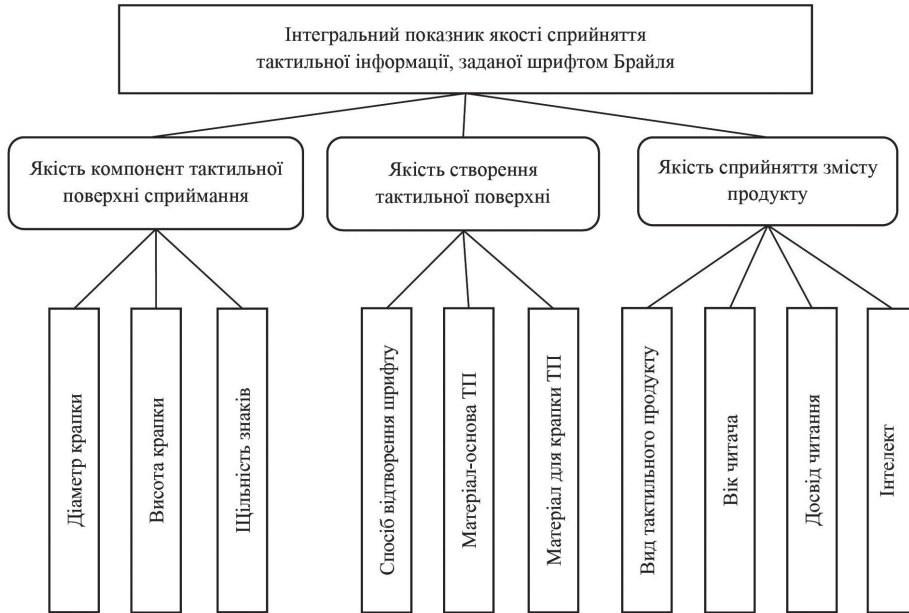 Інтегральний показник якості сприйняття
тактильної інформації, заданої шрифтом Брайля
Якість компонент тактильної
поверхні сприймання
Якість створення
тактильної поверхні
Якість сприйняття змісту
продукту
Діаметр крапки
Висота крапки
Щільність знаків
Спосіб відтворення шрифту
Матеріал-основа ТП
Матеріал для крапки ТП
Вид тактильного продукту
Вік читача
Досвід читання
Інтелект